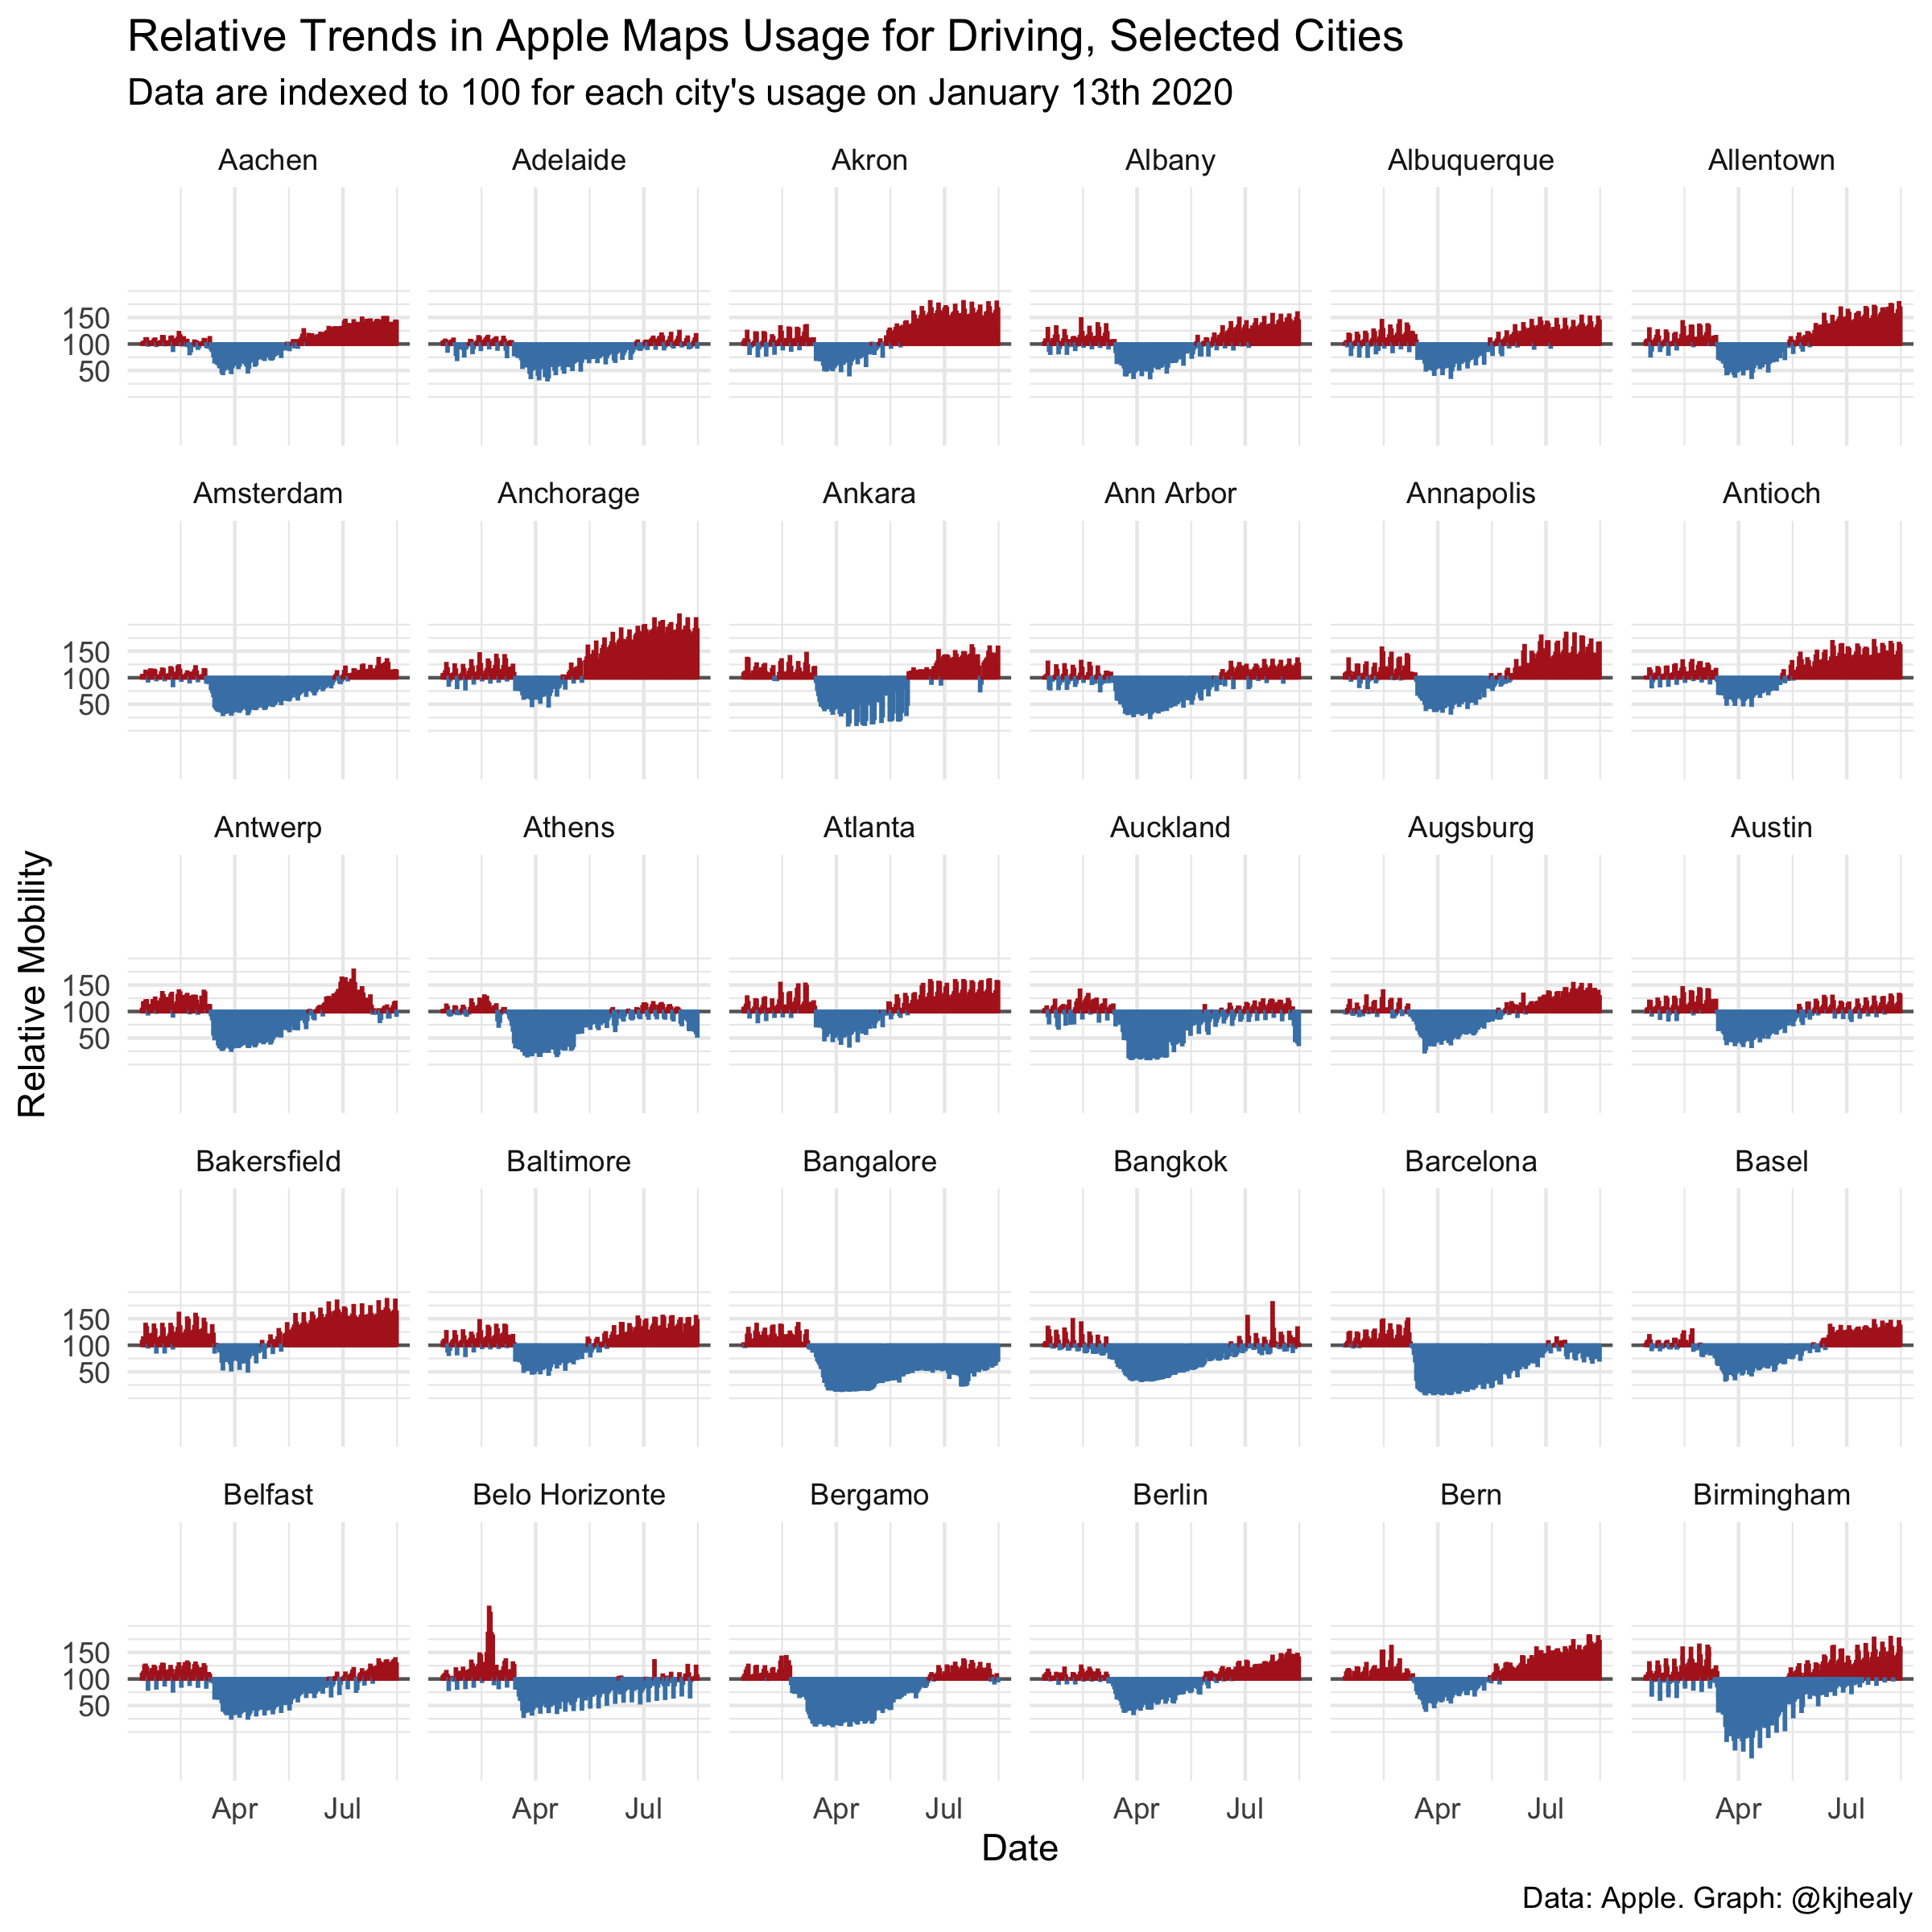 Relative Trends in Apple Maps Usage for Driving, Selected Cities
Data are indexed to 100 for each city's usage on January 13th 2020
Aachen Adelaide Akron Albany Albuquerque Allentown
150
100
50
Amsterdam Anchorage Ankara Ann Arbor Annapolis Antioch
150
100
50
Antwerp Athens Atlanta Auckland Augsburg Austin
150
100
50
Relative Mobility
Bakersfield Baltimore Bangalore Bangkok Barcelona Basel
150
100
50
Belfast Belo Horizonte Bergamo Berlin Bern Birmingham
150
100
50
Apr Jul Apr Jul Apr Jul Apr Jul Apr Jul Apr Jul
Date
Data: Apple. Graph: @kjhealy